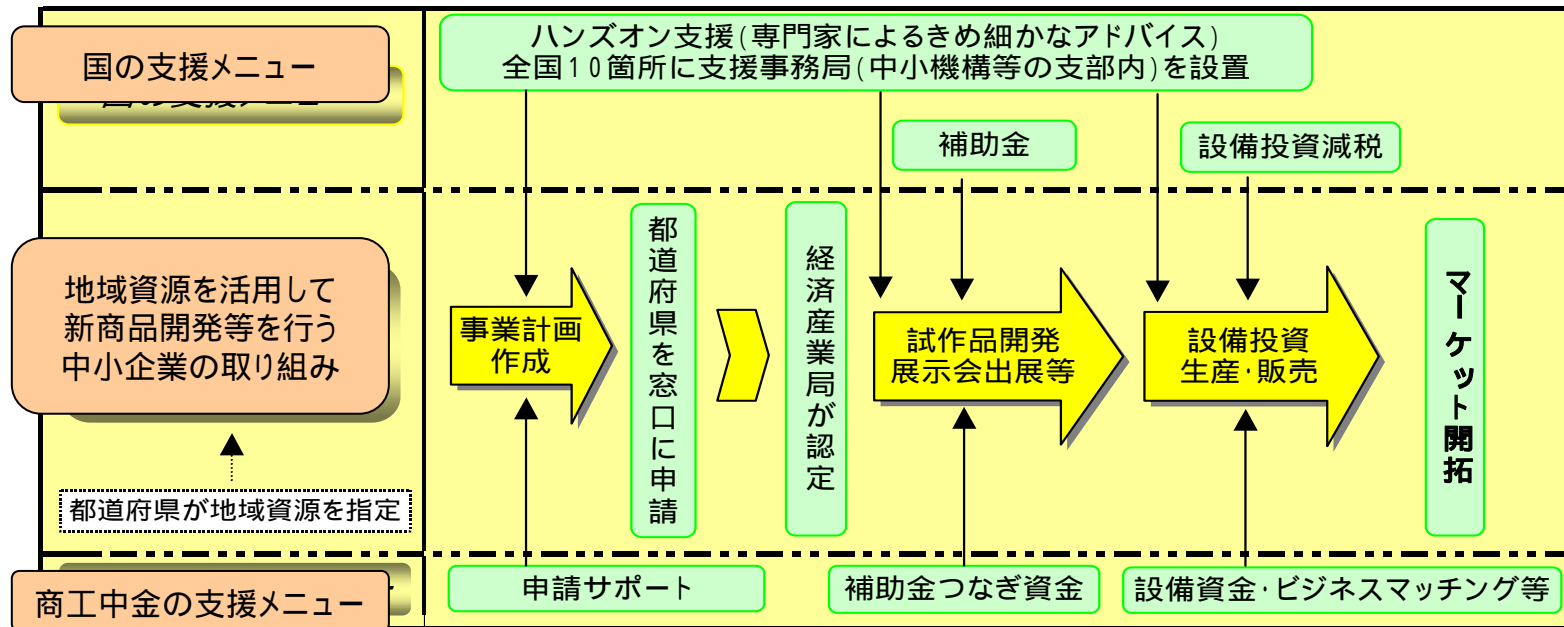 国の支援メニュー
ハンズオン支援(専門家によるきめ細かなアドバイス)
全国10箇所に支援事務局(中小機構等の支部内)を設置
補助金
設備投資減税
地域資源を活用して
新商品開発等を行う
中小企業の取り組み
都道府県が地域資源を指定
事業計画
作成
都道府県を窓口に申請
経済産業局が認定
試作品開発
展示会出展等
設備投資
生産･販売
マーケット開拓
商工中金の支援メニュー
申請サポート
補助金つなぎ資金
設備資金･ビジネスマッチング等